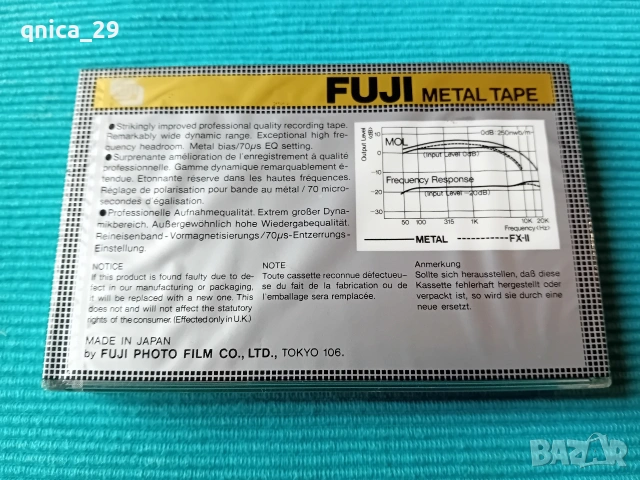 qnica_29
FUJI METAL TAPE
●Strikingly improved professional quality recording tape.
Remarkably wide dynamic range. Exceptional high fre-
quency headroom. Metal bias/70μs EQ setting.
●Surprenante amélioration de l'enregistrement à qualité
professionnelle. Gamme dynamique remarquablement é-
tendue. Etonnante réserve dans les hautes fréquences.
Réglage de polarisation pour bande au métal / 70 micro-
secondes d'égalisation.
●Professionelle Aufnahmequalität. Extrem großer Dyna-
mikbereich. Außergewöhnlich hohe Wiedergabequalität.
Reineisenband-Vormagnetisierungs/70μs-Entzerrungs-
Einstellung.
Output Level (dB)
+10
0
-10
-20
-30
MOL
0dB:250nwb/m
(Input Level 0dB)
Frequency Response
(Input Level -20dB)
50 100 315 1K 10K 20K
Frequency (Hz)
METAL FX-II
NOTICE
If this product is found faulty due to de-
fect in our manufacturing or packaging,
it will be replaced with a new one. This
does not and will not affect the statutory
rights of the consumer. (Effected only in U.K.)
NOTE
Toute cassette reconnue défectueu-
se du fait de la fabrication ou de
l'emballage sera remplacée.
Anmerkung
Sollte sich herausstellen, daß diese
Kassette fehlerhaft hergestellt oder
verpackt ist, so wird sie durch eine
neue ersetzt.
MADE IN JAPAN
by FUJI PHOTO FILM CO., LTD., TOKYO 106.
BAZAR